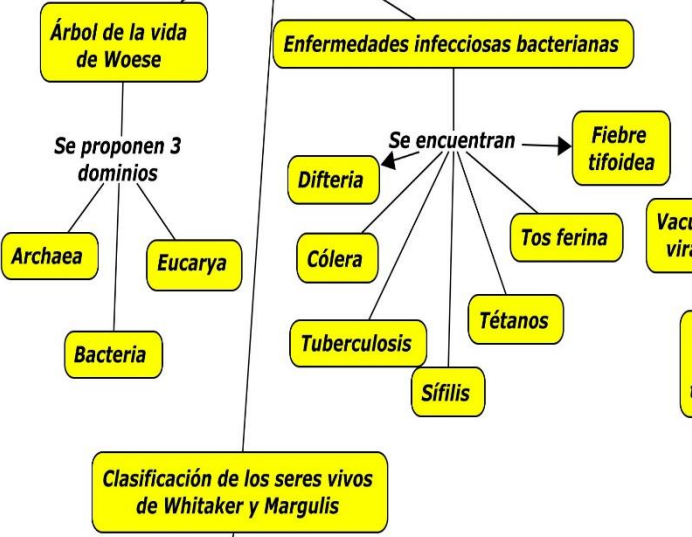 Árbol de la vida
de Woese
Enfermedades infecciosas bacterianas
Se proponen 3
dominios
Archaea
Eucarya
Bacteria
Se encuentran
Difteria
Fiebre
tifoidea
Cólera
Tos ferina
Tuberculosis
Tétanos
Sífilis
Clasificación de los seres vivos
de Whitaker y Margulis